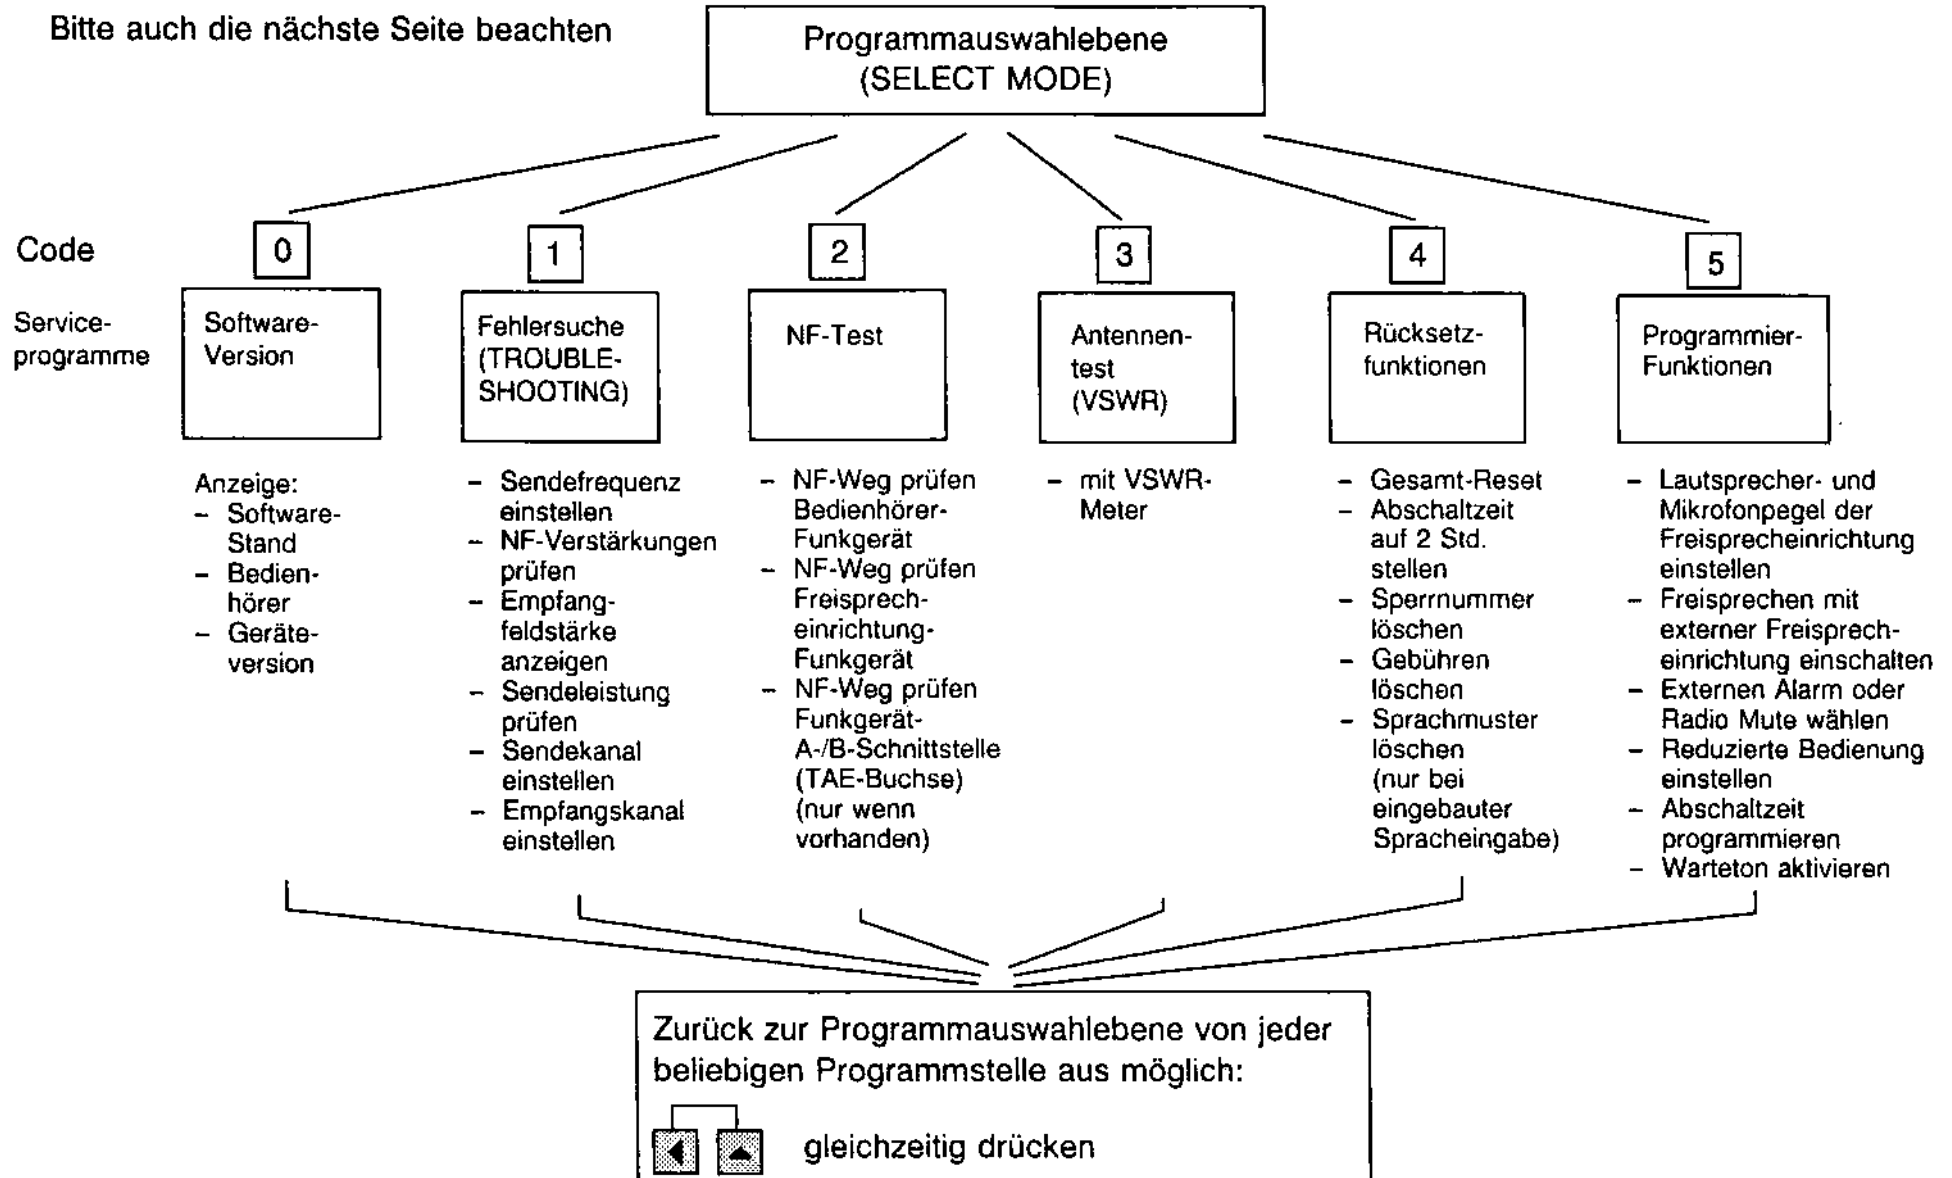 Bitte auch die nächste Seite beachten
Programmauswahlebene
(SELECT MODE)
Code
0
1
2
3
4
5
Service-
programme
Software-
Version
Fehlersuche
(TROUBLE-
SHOOTING)
NF-Test
Antennen-
test
(VSWR)
Rücksetz-
funktionen
Programmier-
Funktionen
Anzeige:
– Software-
Stand
– Bedien-
hörer
– Geräte-
version
– Sendefrequenz
einstellen
– NF-Verstärkungen
prüfen
– Empfang-
feldstärke
anzeigen
– Sendeleistung
prüfen
– Sendekanal
einstellen
– Empfangskanal
einstellen
– NF-Weg prüfen
Bedienhörer-
Funkgerät
– NF-Weg prüfen
Freisprech-
einrichtung-
Funkgerät
– NF-Weg prüfen
Funkgerät-
A-/B-Schnittstelle
(TAE-Buchse)
(nur wenn
vorhanden)
– mit VSWR-
Meter
– Gesamt-Reset
– Abschaltzeit
auf 2 Std.
stellen
– Sperrnummer
löschen
– Gebühren
löschen
– Sprachmuster
löschen
(nur bei
eingebauter
Spracheingabe)
– Lautsprecher- und
Mikrofonpegel der
Freisprecheinrichtung
einstellen
– Freisprechen mit
externer Freisprech-
einrichtung einschalten
– Externen Alarm oder
Radio Mute wählen
– Reduzierte Bedienung
einstellen
– Abschaltzeit
programmieren
– Warteton aktivieren
Zurück zur Programmauswahlebene von jeder
beliebigen Programmstelle aus möglich:
gleichzeitig drücken